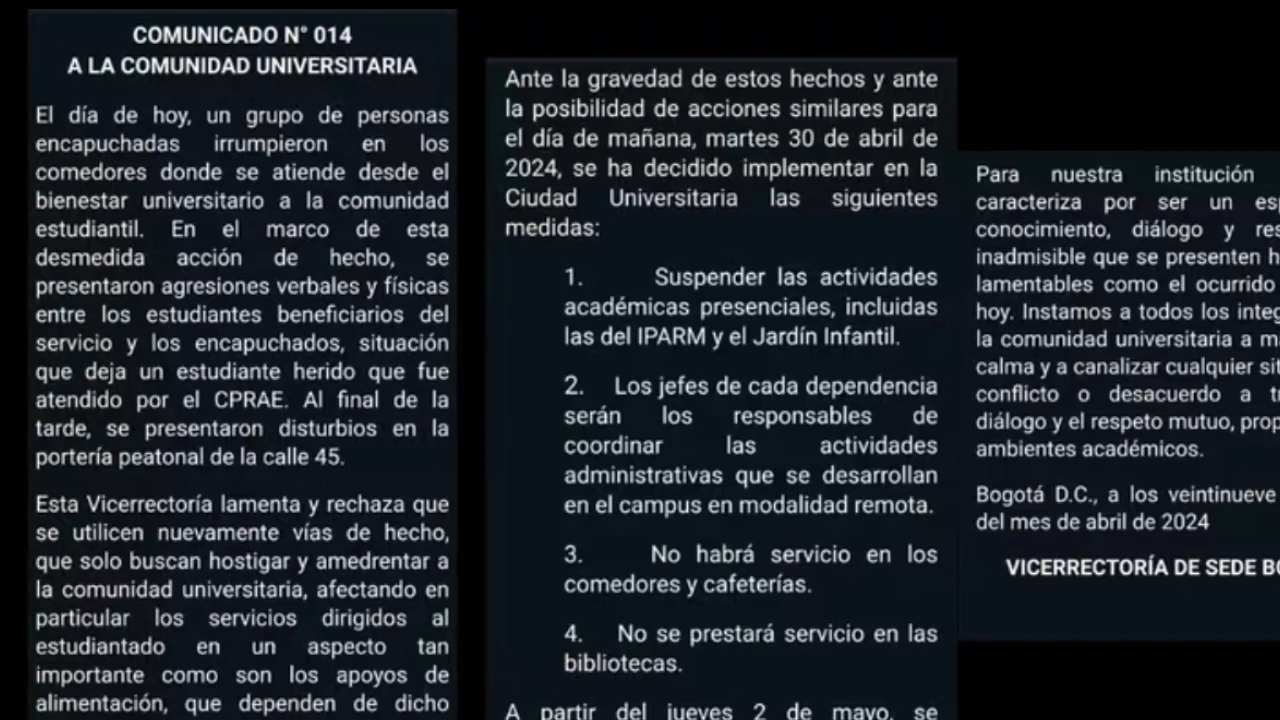 COMUNICADO N° 014
A LA COMUNIDAD UNIVERSITARIA
El día de hoy, un grupo de personas
encapuchadas irrumpieron en los
comedores donde se atiende desde el
bienestar universitario a la comunidad
estudiantil. En el marco de esta
desmedida acción de hecho, se
presentaron agresiones verbales y físicas
entre los estudiantes beneficiarios del
servicio y los encapuchados, situación
que deja un estudiante herido que fue
atendido por el CPRAE. Al final de la
tarde, se presentaron disturbios en la
portería peatonal de la calle 45.
Esta Vicerrectoría lamenta y rechaza que
se utilicen nuevamente vías de hecho,
que solo buscan hostigar y amedrentar a
la comunidad universitaria, afectando en
particular los servicios dirigidos al
estudiantado en un aspecto tan
importante como son los apoyos de
alimentación, que dependen de dicho
Ante la gravedad de estos hechos y ante
la posibilidad de acciones similares para
el día de mañana, martes 30 de abril de
2024, se ha decidido implementar en la
Ciudad Universitaria las siguientes
medidas:
1. Suspender las actividades
académicas presenciales, incluidas
las del IPARM y el Jardín Infantil.
2. Los jefes de cada dependencia
serán los responsables de
coordinar las actividades
administrativas que se desarrollan
en el campus en modalidad remota.
3. No habrá servicio en los
comedores y cafeterías.
4. No se prestará servicio en las
bibliotecas.
A partir del jueves 2 de mayo, se
Para nuestra institución
caracteriza por ser un
conocimiento, diálogo y
inadmisible que se presenten
lamentables como el ocurrido
hoy. Instamos a todos los
la comunidad universitaria a
calma y a canalizar cualquier
conflicto o desacuerdo a
diálogo y el respeto mutuo,
ambientes académicos.
Bogotá D.C., a los veintinueve
del mes de abril de 2024
VICERRECTORÍA DE SEDE